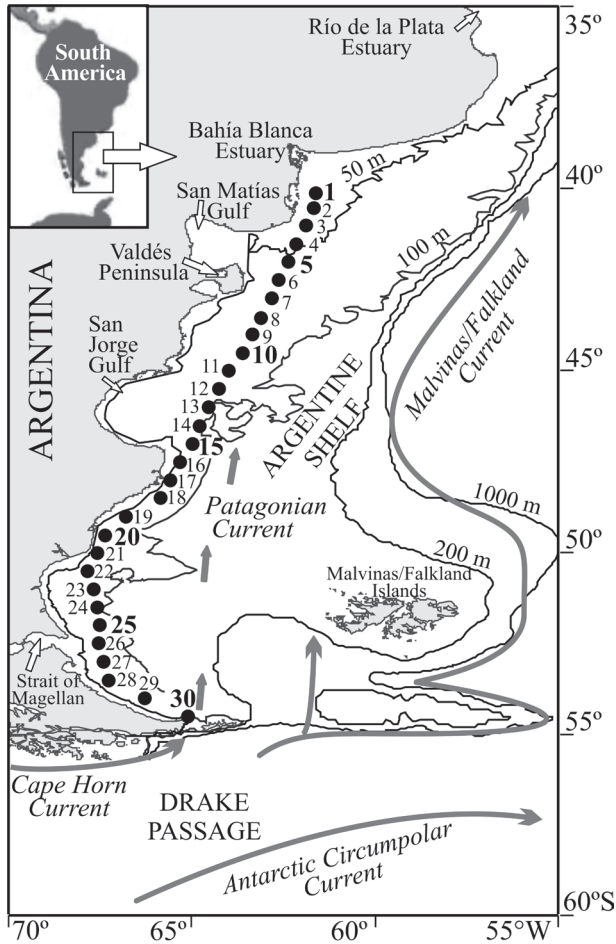 South
America
Río de la Plata
Estuary
35°
Bahía Blanca
Estuary
50 m
San Matías
Gulf
1
40°
2
3
4
100 m
Valdés
Peninsula
5
6
7
Malvinas/Falkland
Current
ARGENTINA
San
Jorge
Gulf
8
9
10
45°
11
12
ARGENTINE
SHELF
13
14
15
16
17
18
Patagonian
Current
1000 m
19
20
21
50°
200 m
22
Malvinas/Falkland
Islands
23
24
25
26
27
28
29
30
Strait of
Magellan
55°
Cape Horn
Current
DRAKE
PASSAGE
Antarctic Circumpolar
Current
60°S
70°
65°
60°
55°W